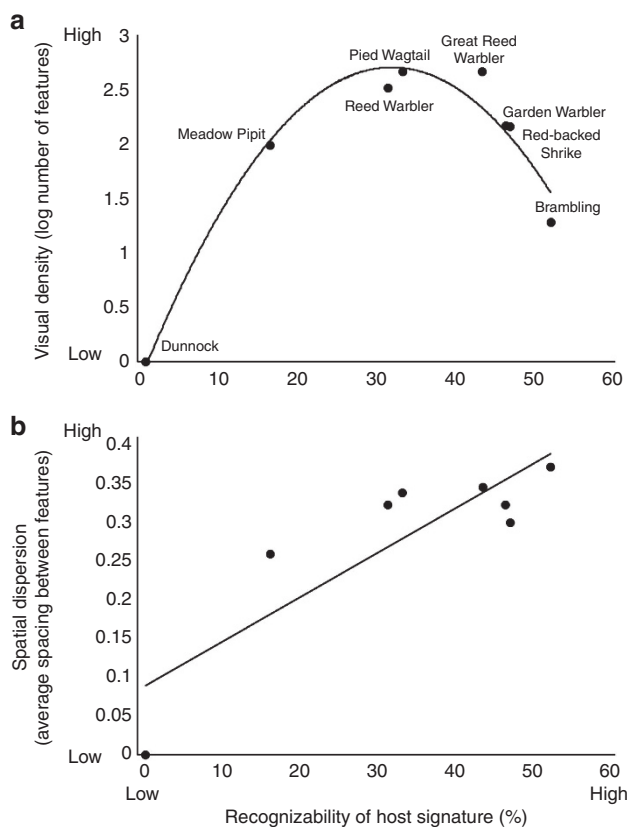 a
High
3
2.5
2
1.5
1
0.5
Low
0
Visual density (log number of features)
Pied Wagtail
Great Reed
Warbler
Reed Warbler
Meadow Pipit
Garden Warbler
Red-backed
Shrike
Brambling
Dunnock
0 10 20 30 40 50 60
b
High
0.4
0.35
0.3
0.25
0.2
0.15
0.1
0.05
Low
0
Spatial dispersion
(average spacing between features)
0 10 20 30 40 50 60
Low High
Recognizability of host signature (%)